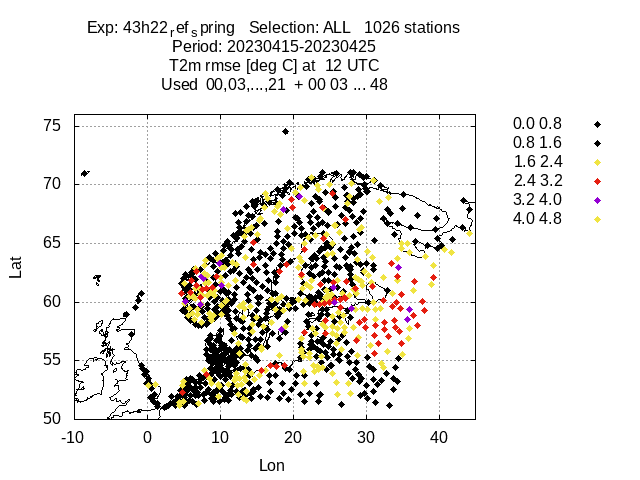 Exp: 43h22refspring Selection: ALL 1026 stations
Period: 20230415-20230425
T2m rmse [deg C] at 12 UTC
Used 00,03,...,21 + 00 03 ... 48
0.0 0.8
0.8 1.6
1.6 2.4
2.4 3.2
3.2 4.0
4.0 4.8
Lat
75
70
65
60
55
50
-10 0 10 20 30 40
Lon